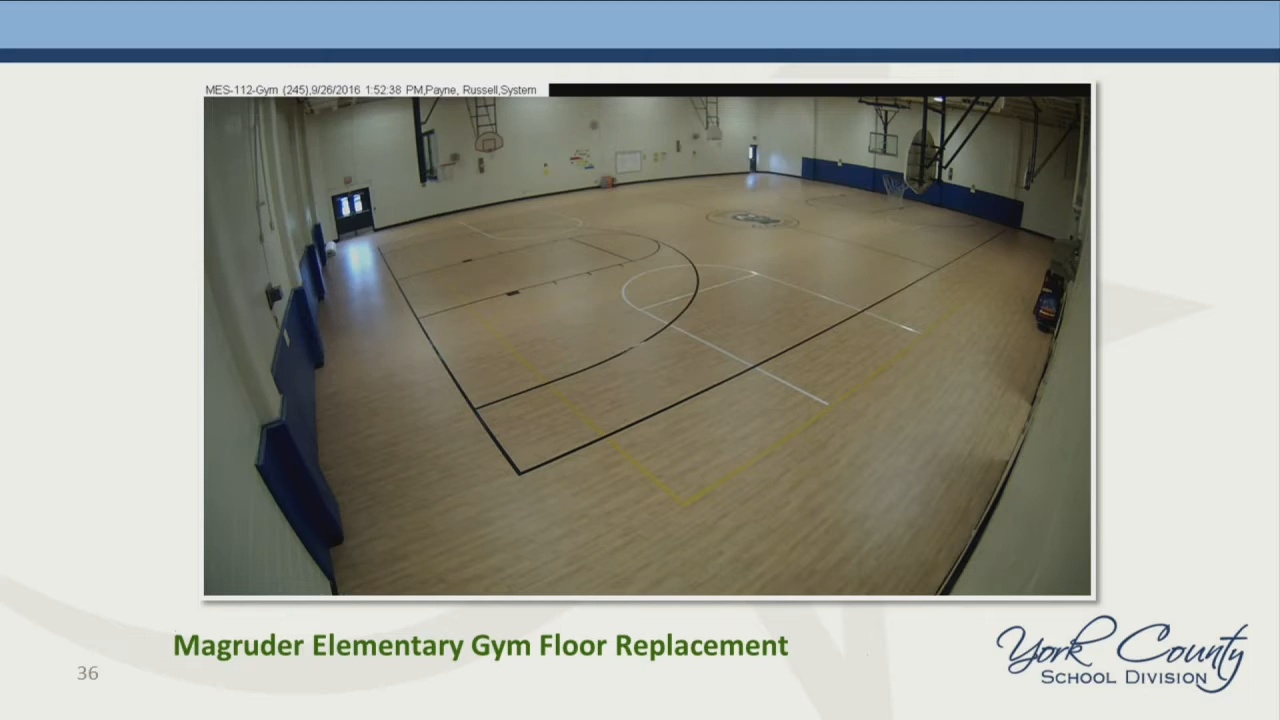 MES-112-Gym (245),9/26/2016 1:52:38 PM,Payne, Russell,System
Magruder Elementary Gym Floor Replacement
36
York County
SCHOOL DIVISION